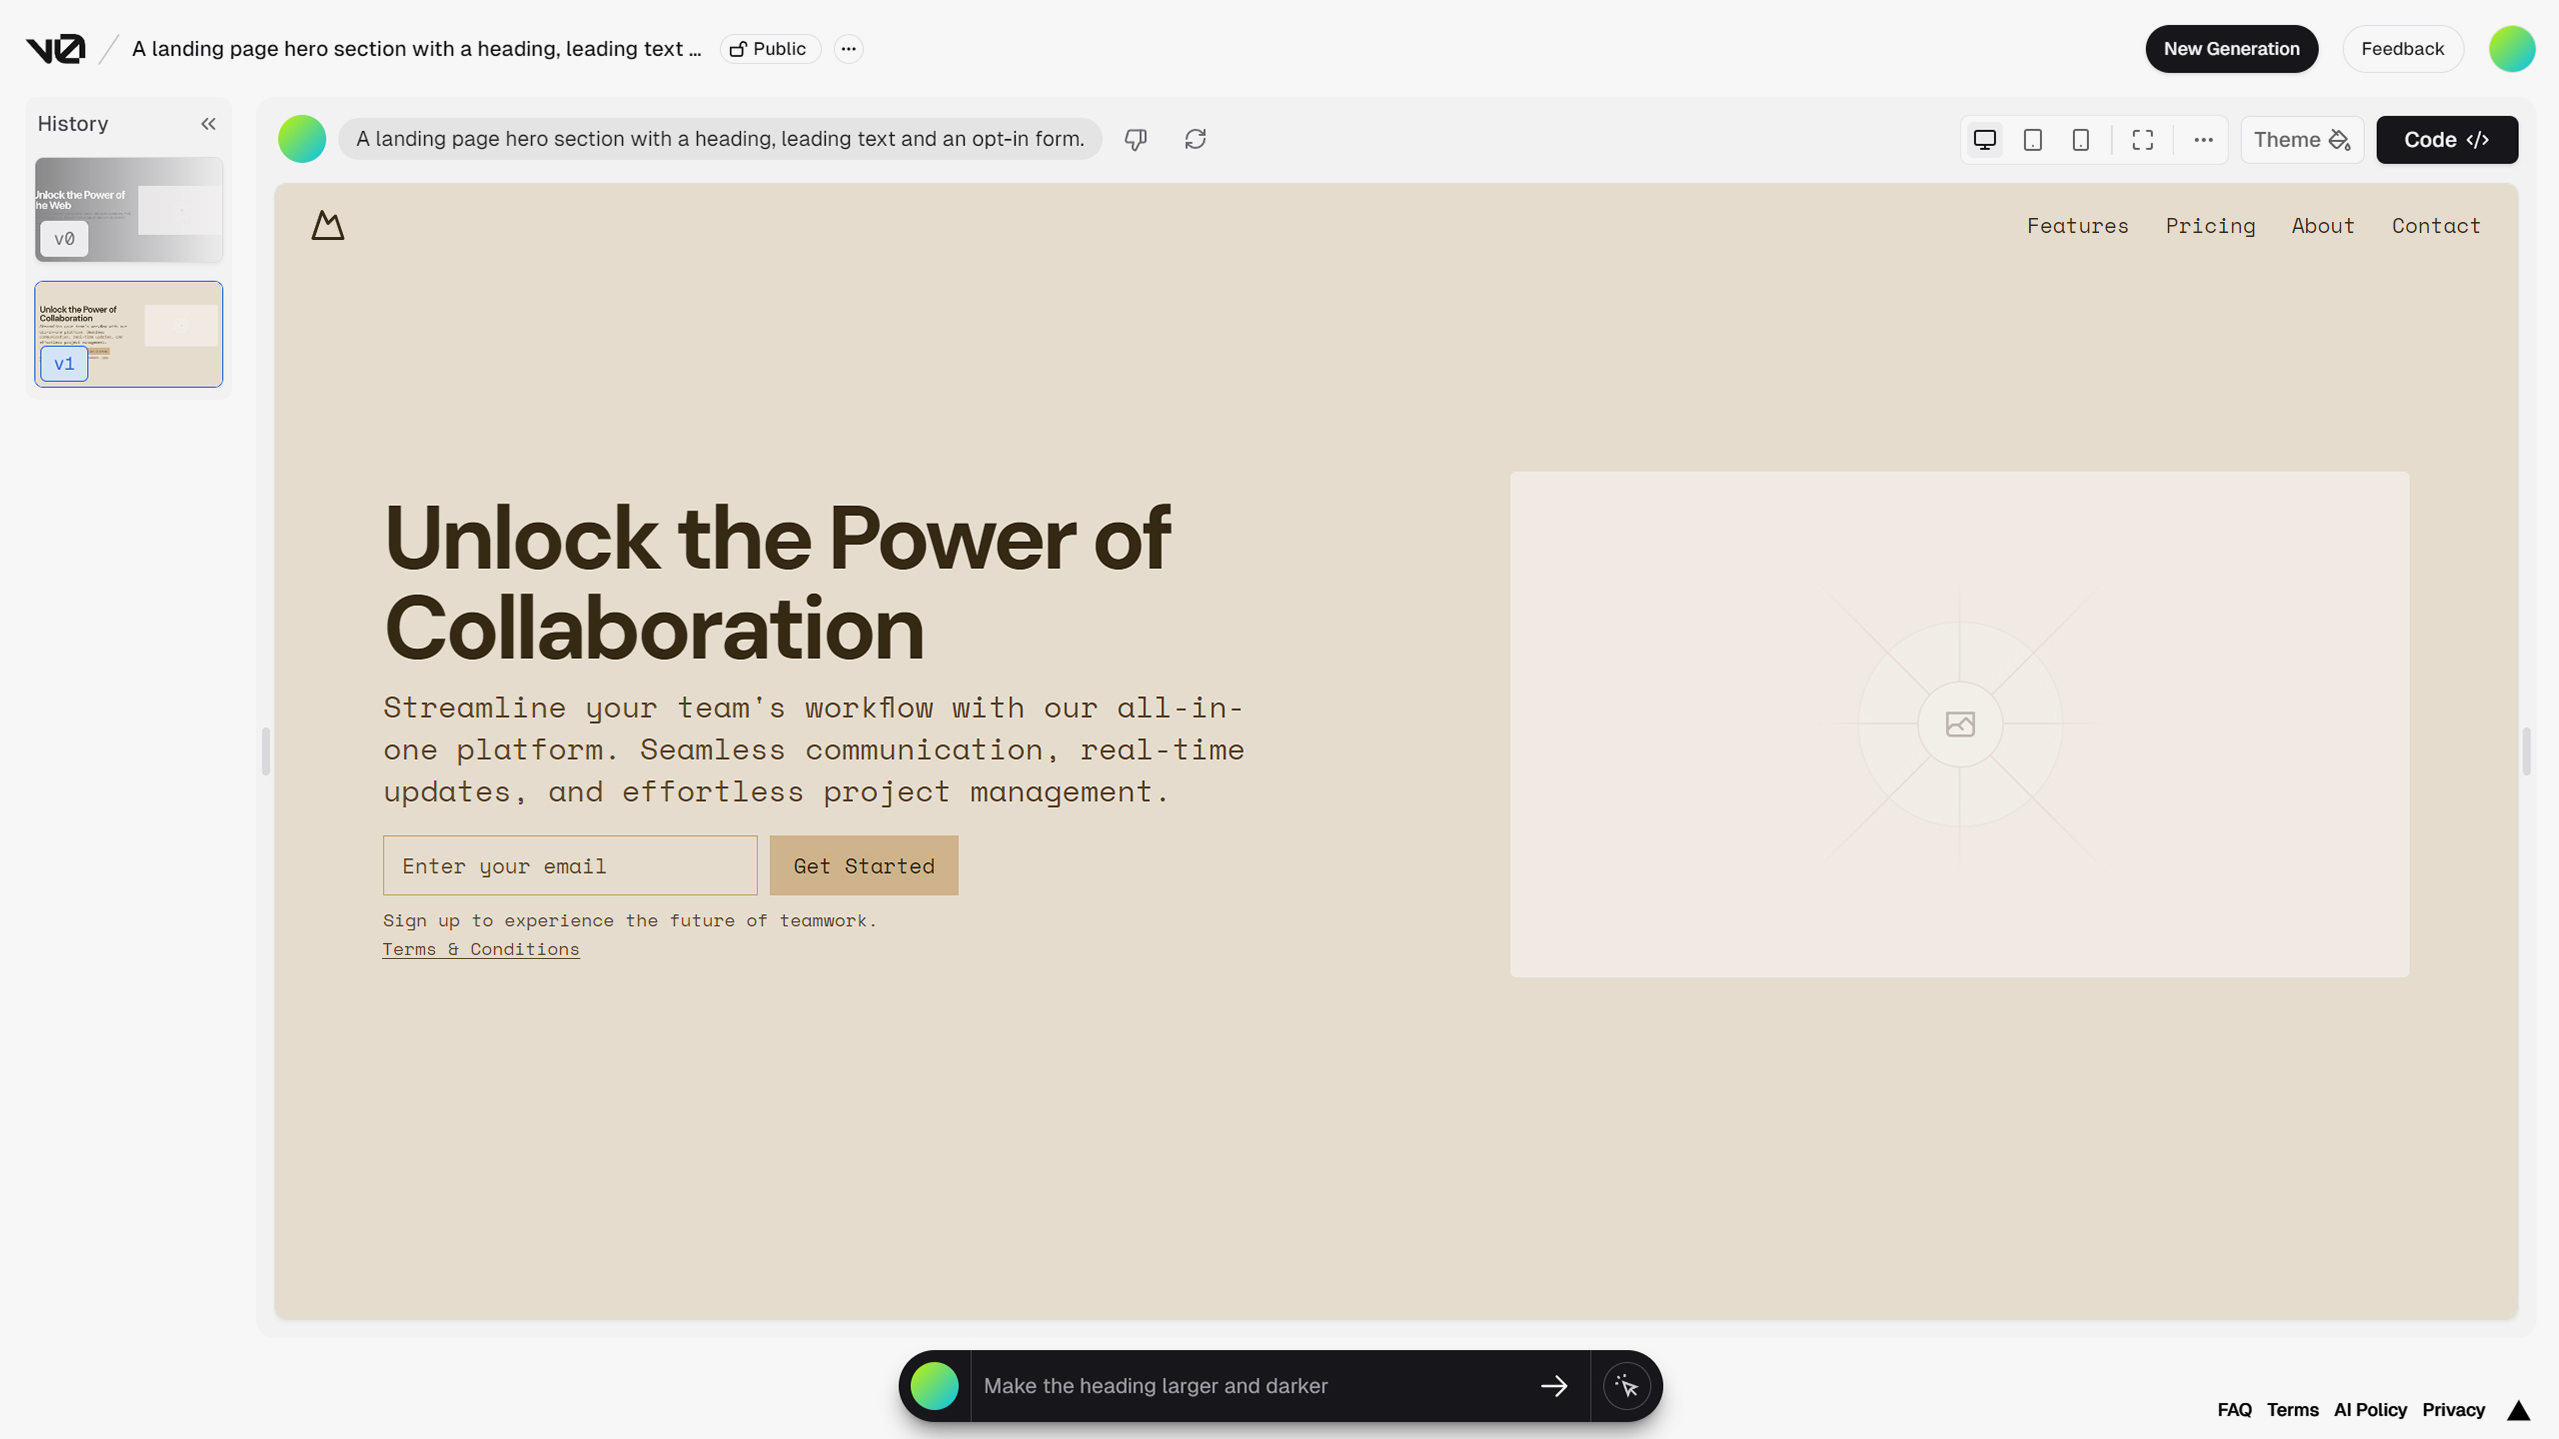 v0
A landing page hero section with a heading, leading text ...
Public
New Generation
Feedback
History
Unlock the Power of
the Web
v0
Unlock the Power of
Collaboration
v1
A landing page hero section with a heading, leading text and an opt-in form.
Theme
Code
Features
Pricing
About
Contact
Unlock the Power of
Collaboration
Streamline your team's workflow with our all-in-
one platform. Seamless communication, real-time
updates, and effortless project management.
Enter your email
Get Started
Sign up to experience the future of teamwork.
Terms & Conditions
Make the heading larger and darker
FAQ
Terms
AI Policy
Privacy